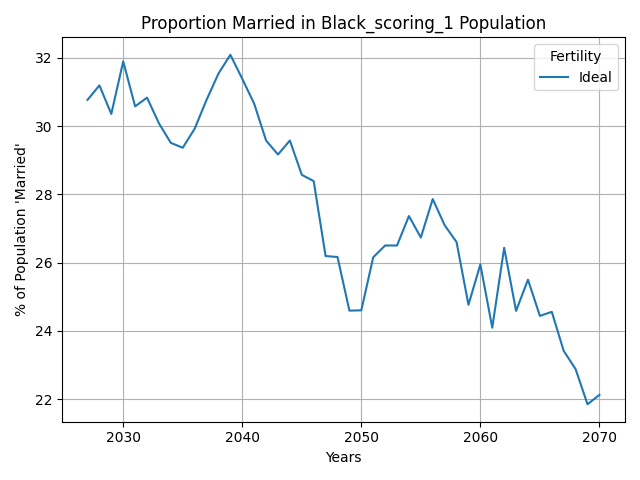 Proportion Married in Black_scoring_1 Population
Fertility
Ideal
% of Population 'Married'
32
30
28
26
24
22
2030
2040
2050
2060
2070
Years